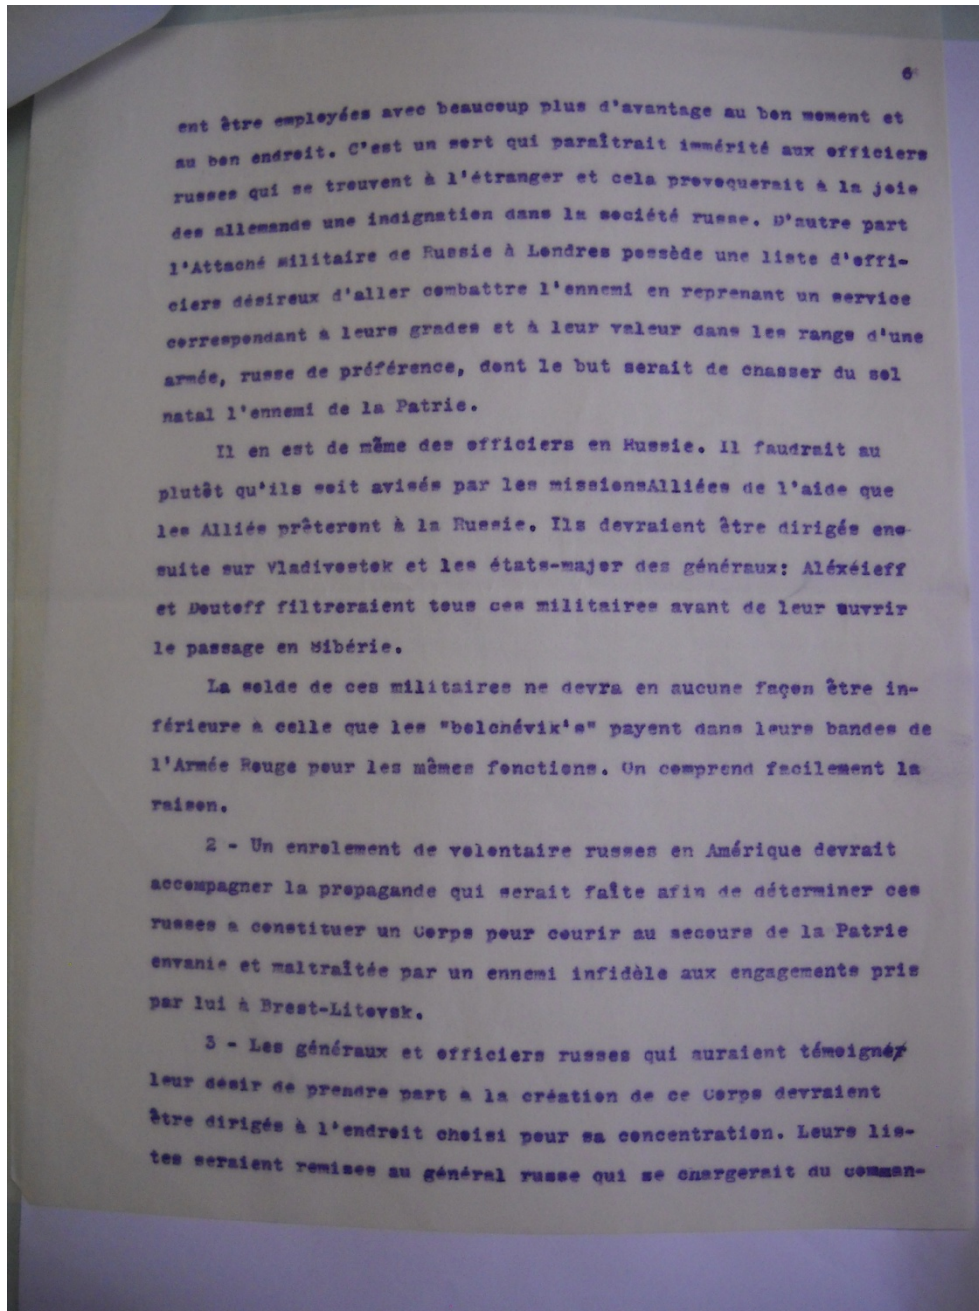 6
ent être employées avec beaucoup plus d'avantage au bon moment et
au bon endroit. C'est un sort qui paraîtrait immérité aux officiers
russes qui se trouvent à l'étranger et cela provoquerait à la joie
des allemands une indignation dans la société russe. D'autre part
l'Attaché Militaire de Russie à Londres possède une liste d'offi-
ciers désireux d'aller combattre l'ennemi en reprenant un service
correspondant à leurs grades et à leur valeur dans les rangs d'une
armée, russe de préférence, dont le but serait de chasser du sol
natal l'ennemi de la Patrie.
Il en est de même des officiers en Russie. Il faudrait au
plutôt qu'ils soit avisés par les missionsAlliées de l'aide que
les Alliés prêteront à la Russie. Ils devraient être dirigés en-
suite sur Vladivostok et les états-major des généraux: Aléxéieff
et Doutoff filtreraient tous ces militaires avant de leur ouvrir
le passage en Sibérie.
La solde de ces militaires ne devra en aucune façon être in-
férieure à celle que les "bolchévik's" payent dans leurs bandes de
l'Armée Rouge pour les mêmes fonctions. On comprend facilement la
raison.
2 - Un enrolement de volontaire russes en Amérique devrait
accompagner la propagande qui serait faîte afin de déterminer ces
russes à constituer un Corps pour courir au secours de la Patrie
envahie et maltraîtée par un ennemi infidèle aux engagements pris
par lui à Brest-Litovsk.
3 - Les généraux et officiers russes qui auraient témoigné
leur désir de prendre part à la création de ce Corps devraient
être dirigés à l'endroit choisi pour sa concentration. Leurs lis-
tes seraient remises au général russe qui se chargerait du comman-